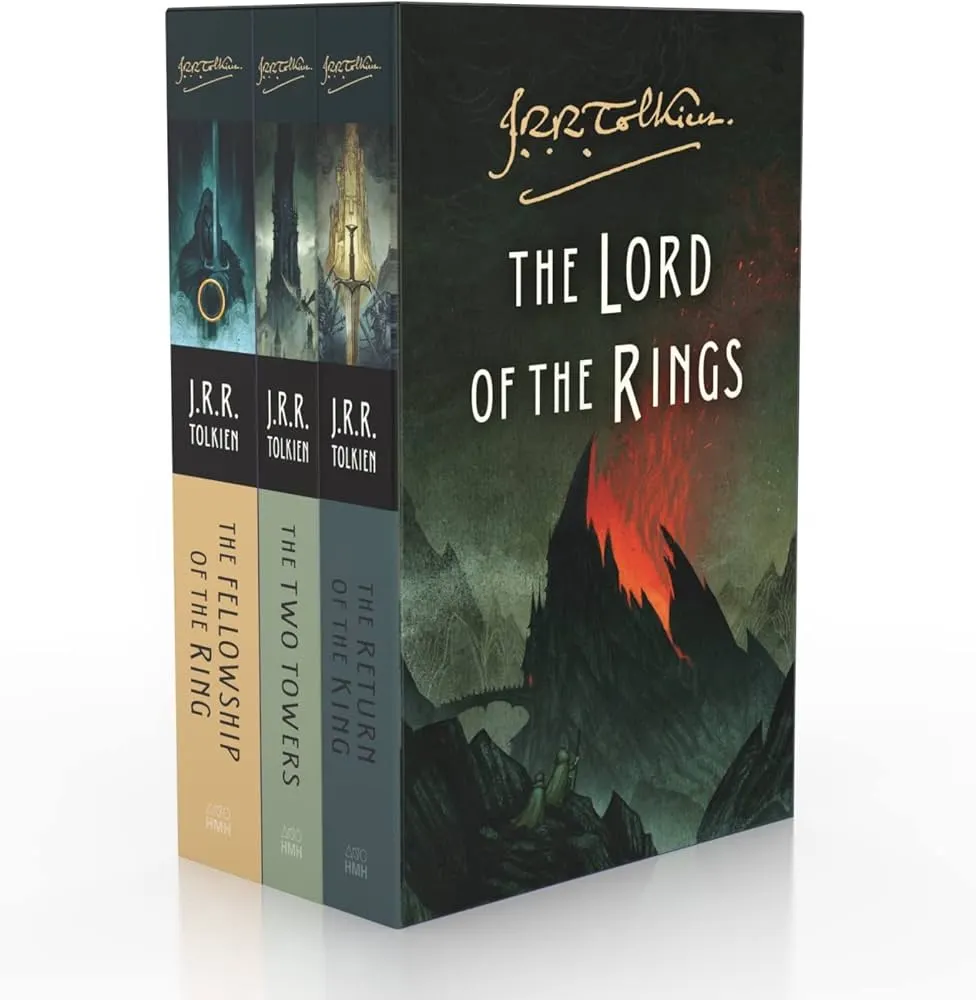 J.R.R. Tolkien
J.R.R.
TOLKIEN
THE FELLOWSHIP
OF THE RING
HMH
J.R.R. Tolkien
J.R.R.
TOLKIEN
THE TWO TOWERS
HMH
J.R.R. Tolkien
J.R.R.
TOLKIEN
THE RETURN
OF THE KING
HMH
J.R.R. Tolkien.
THE LORD
OF THE RINGS